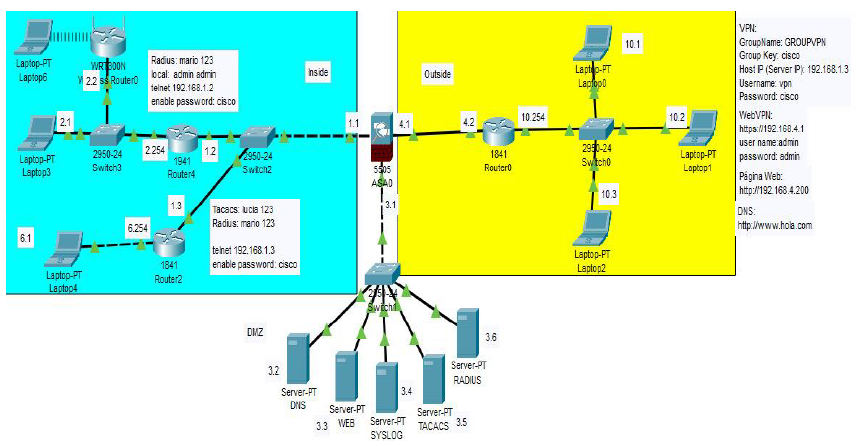 Laptop-PT
Laptop6
WRT300N
Router0
2.2
Radius: mario 123
local: admin admin
telnet 192.168.1.2
enable password: cisco
Inside
2.1
Laptop-PT
Laptop3
2950-24
Switch3
2.254
1941
Router4
1.2
2950-24
Switch2
1.1
1.3
6.1
6.254
Laptop-PT
Laptop4
1841
Router2
Tacacs: lucia 123
Radius: mario 123
telnet 192.168.1.3
enable password: cisco
Outside
4.1
5505
ASA0
3.1
4.2
1841
Router0
10.254
10.1
Laptop-PT
Laptop0
2950-24
Switch0
10.2
Laptop-PT
Laptop1
10.3
Laptop-PT
Laptop2
VPN:
GroupName: GROUPVPN
Group Key: cisco
Host IP (Server IP): 192.168.1.3
Username: vpn
Password: cisco
WebVPN:
https://192.168.4.1
user name:admin
password: admin
Página Web:
http://192.168.4.200
DNS:
http://www.hola.com
2950-24
Switch1
DMZ
3.2
Server-PT
DNS
3.3
Server-PT
WEB
3.4
Server-PT
SYSLOG
Server-PT
TACACS
3.5
3.6
Server-PT
RADIUS